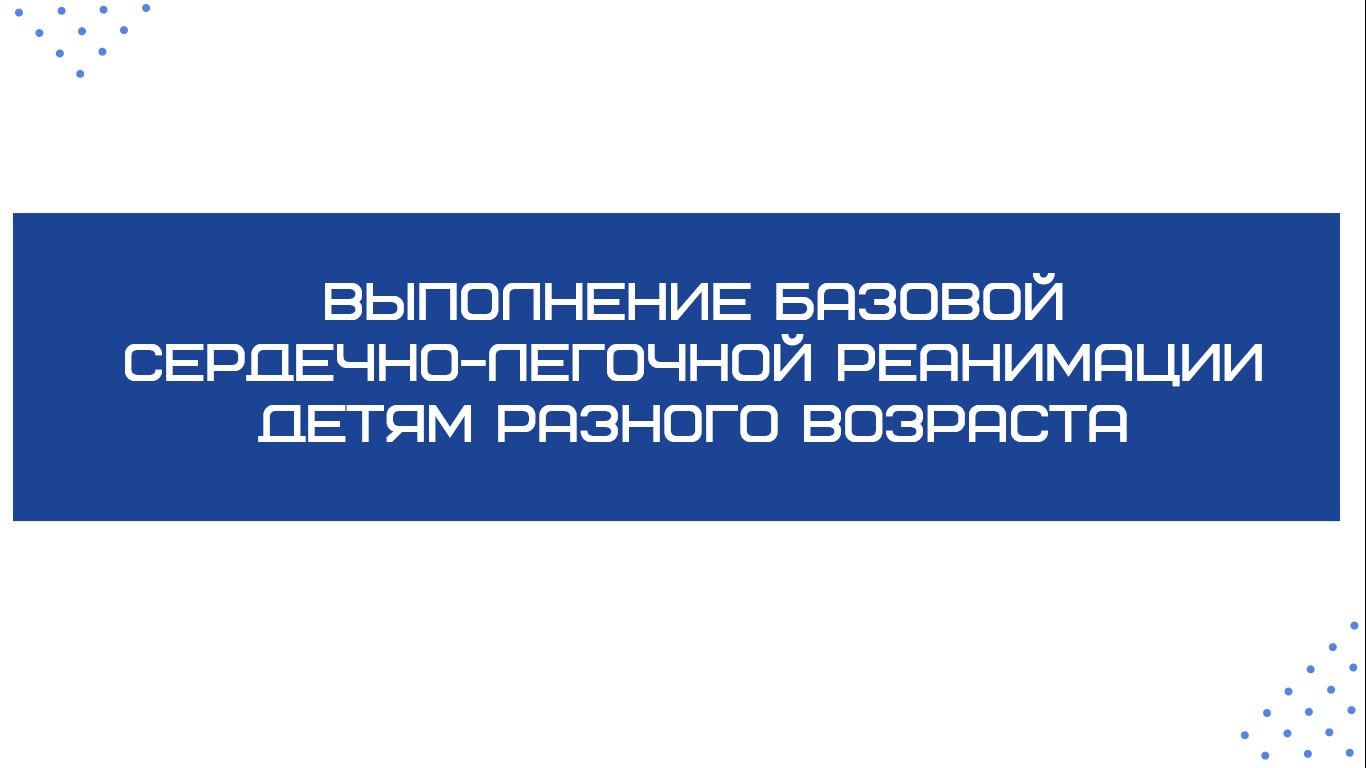 ВЫПОЛНЕНИЕ БАЗОВОЙ
СЕРДЕЧНО-ЛЕГОЧНОЙ РЕАНИМАЦИИ
ДЕТЯМ РАЗНОГО ВОЗРАСТА